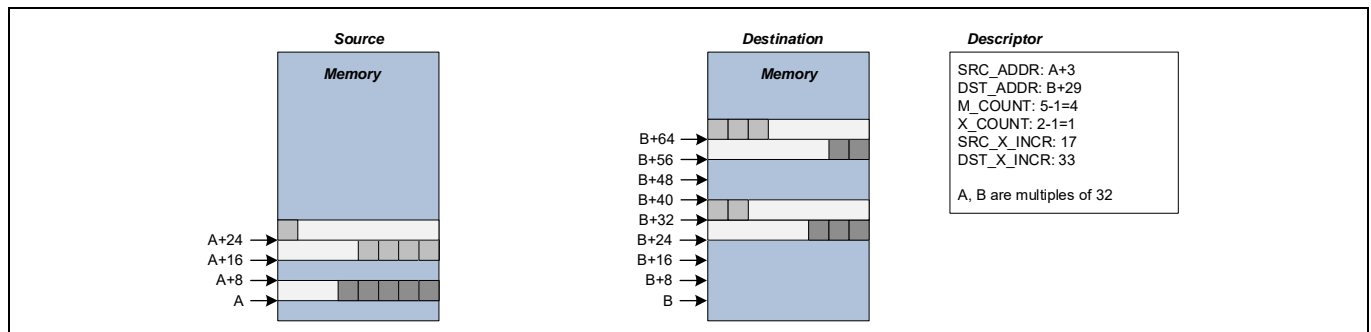 Source
Memory
A+24
A+16
A+8
A
Destination
Memory
B+64
B+56
B+48
B+40
B+32
B+24
B+16
B+8
B
Descriptor
SRC_ADDR: A+3
DST_ADDR: B+29
M_COUNT: 5-1=4
X_COUNT: 2-1=1
SRC_X_INCR: 17
DST_X_INCR: 33
A, B are multiples of 32